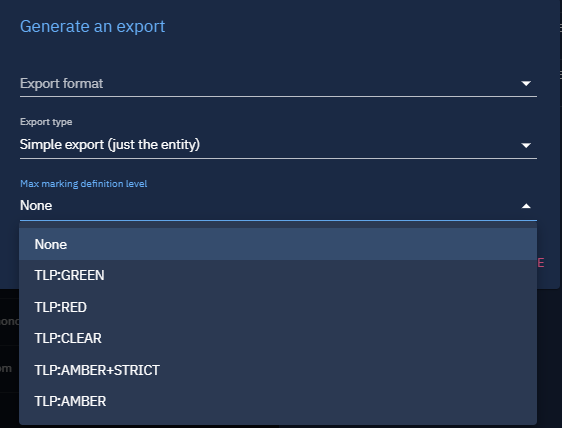 Generate an export
Export format
Export type
Simple export (just the entity)
Max marking definition level
None
None
TLP:GREEN
TLP:RED
TLP:CLEAR
TLP:AMBER+STRICT
TLP:AMBER